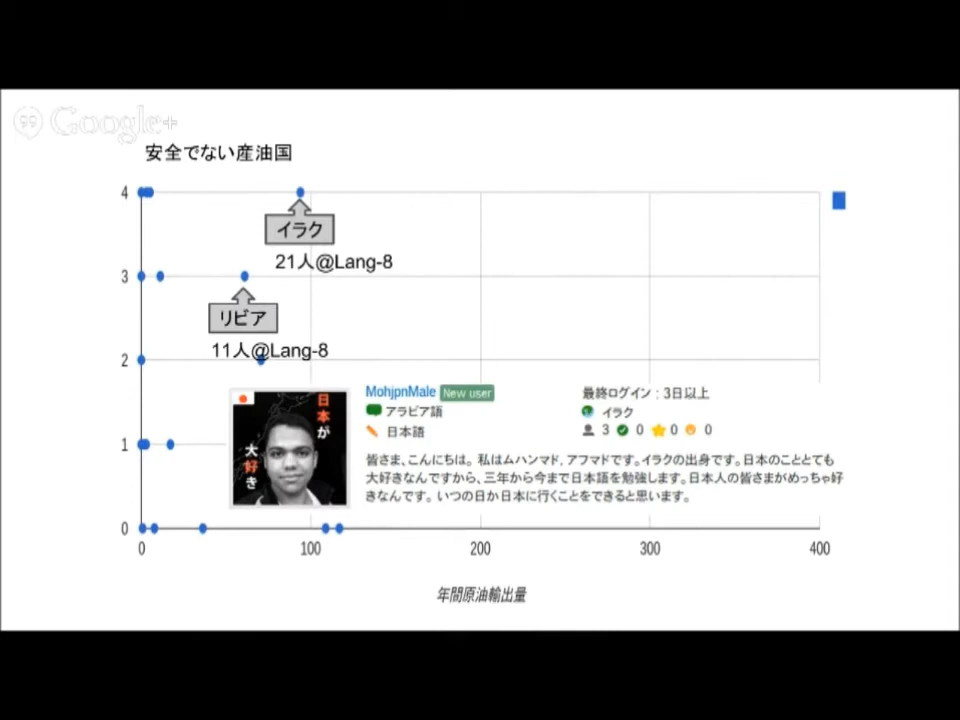 Google+
安全でない産油国
4
イラク
21人@Lang-8
3
リビア
11人@Lang-8
2
MohjpnMale New user
アラビア語
日本語
最終ログイン : 3日以上
イラク
3 0 0 0
日本が
大好き
皆さま、こんにちは。私はムハンマド. アフマドです。イラクの出身です。日本のこととても
大好きなんですから、三年から今まで日本語を勉強します。日本人の皆さまがめっちゃ好
きなんです。いつの日か日本に行くことをできると思います。
1
0
0 100 200 300 400
年間原油輸出量